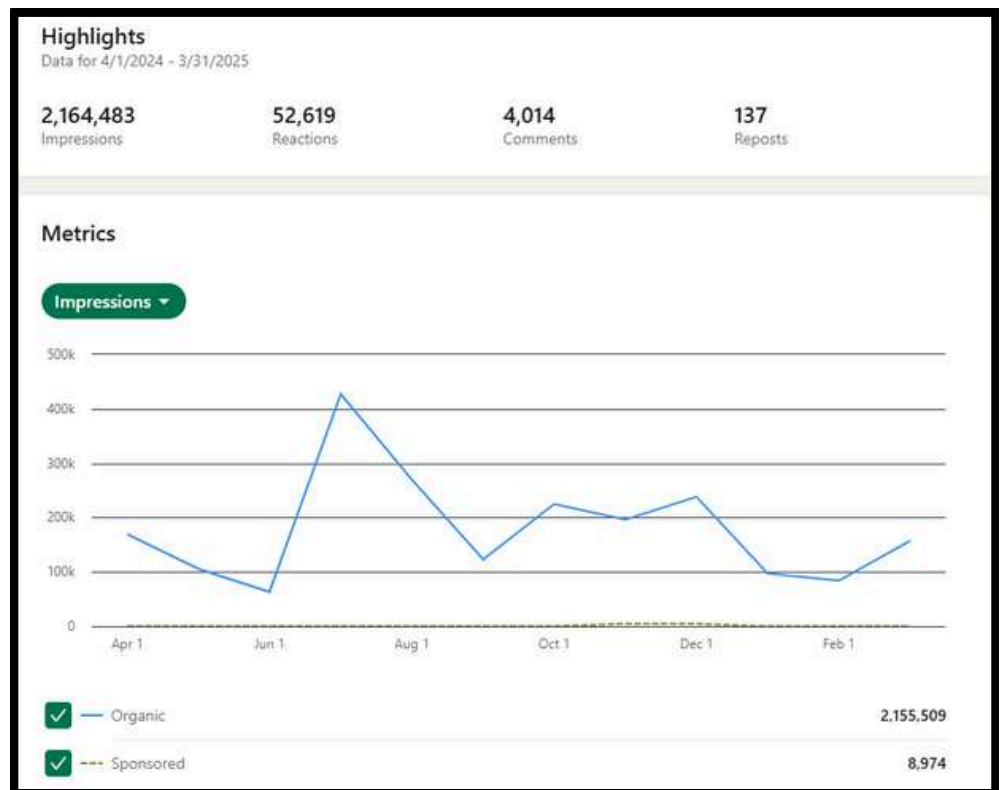 Highlights
Data for 4/1/2024 - 3/31/2025
2,164,483 52,619 4,014 137
Impressions Reactions Comments Reposts
Metrics
Impressions
500k
400k
300k
200k
100k
0
Apr 1 Jun 1 Aug 1 Oct 1 Dec 1 Feb 1
Organic 2,155,509
Sponsored 8,974